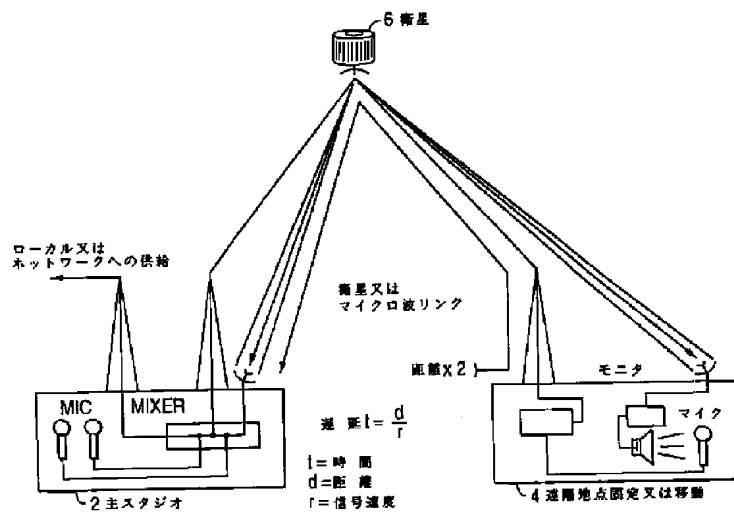 6 衛星
ローカル又は
ネットワークへの供給
衛星又は
マイクロ波リンク
距離x2
モニタ
MIC MIXER
マイク
遅延t= d/r
t=時間
d=距離
r=信号速度
2主スタジオ
4遠隔地点固定又は移動